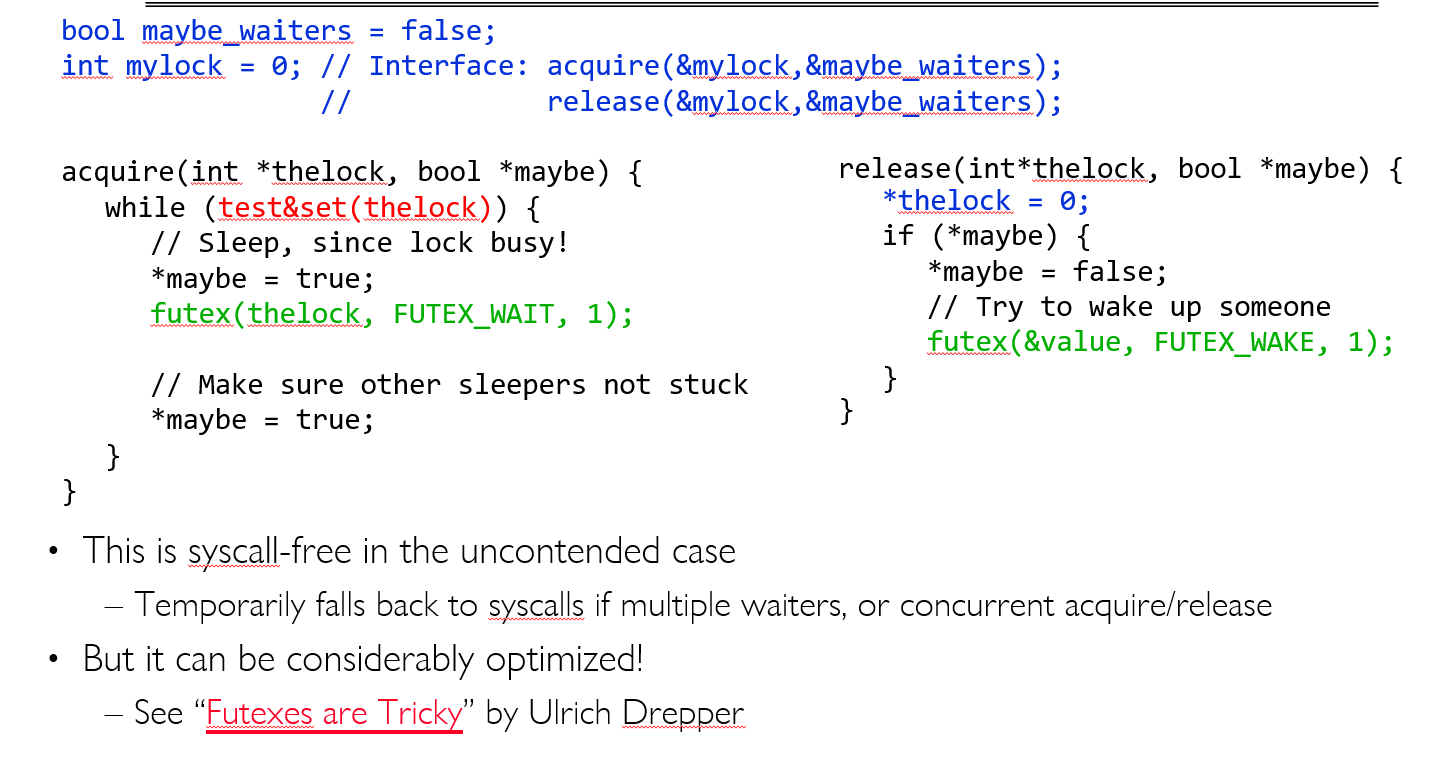 bool maybe_waiters = false;
int mylock = 0; // Interface: acquire(&mylock,&maybe_waiters);
// release(&mylock,&maybe_waiters);
acquire(int *thelock, bool *maybe) {
while (test&set(thelock)) {
// Sleep, since lock busy!
*maybe = true;
futex(thelock, FUTEX_WAIT, 1);
// Make sure other sleepers not stuck
*maybe = true;
}
}
release(int*thelock, bool *maybe) {
*thelock = 0;
if (*maybe) {
*maybe = false;
// Try to wake up someone
futex(&value, FUTEX_WAKE, 1);
}
}
• This is syscall-free in the uncontended case
– Temporarily falls back to syscalls if multiple waiters, or concurrent acquire/release
• But it can be considerably optimized!
– See “Futexes are Tricky” by Ulrich Drepper